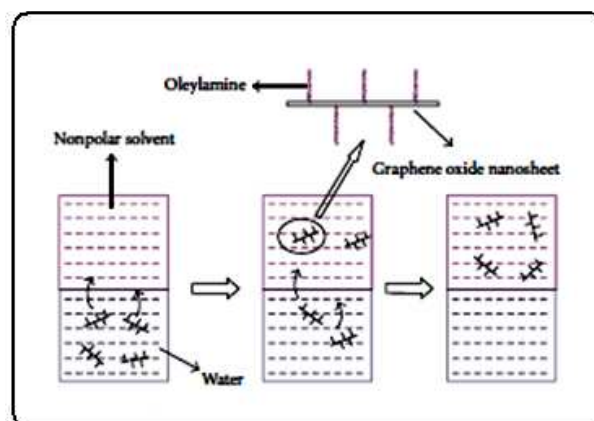 Oleylamine
Nonpolar solvent
Graphene oxide nanosheet
Water